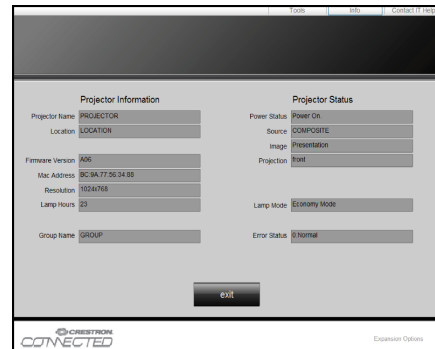 Tools Info Contact IT Help
Projector Information
Projector Name PROJECTOR
Location LOCATION
Firmware Version A06
Mac Address BC:9A:77:56:34:88
Resolution 1024x768
Lamp Hours 23
Group Name GROUP
Projector Status
Power Status Power On.
Source COMPOSITE
Image Presentation
Projection front
Lamp Mode Economy Mode
Error Status 0:Normal
exit
CRESTRON
CONNECTED
Expansion Options